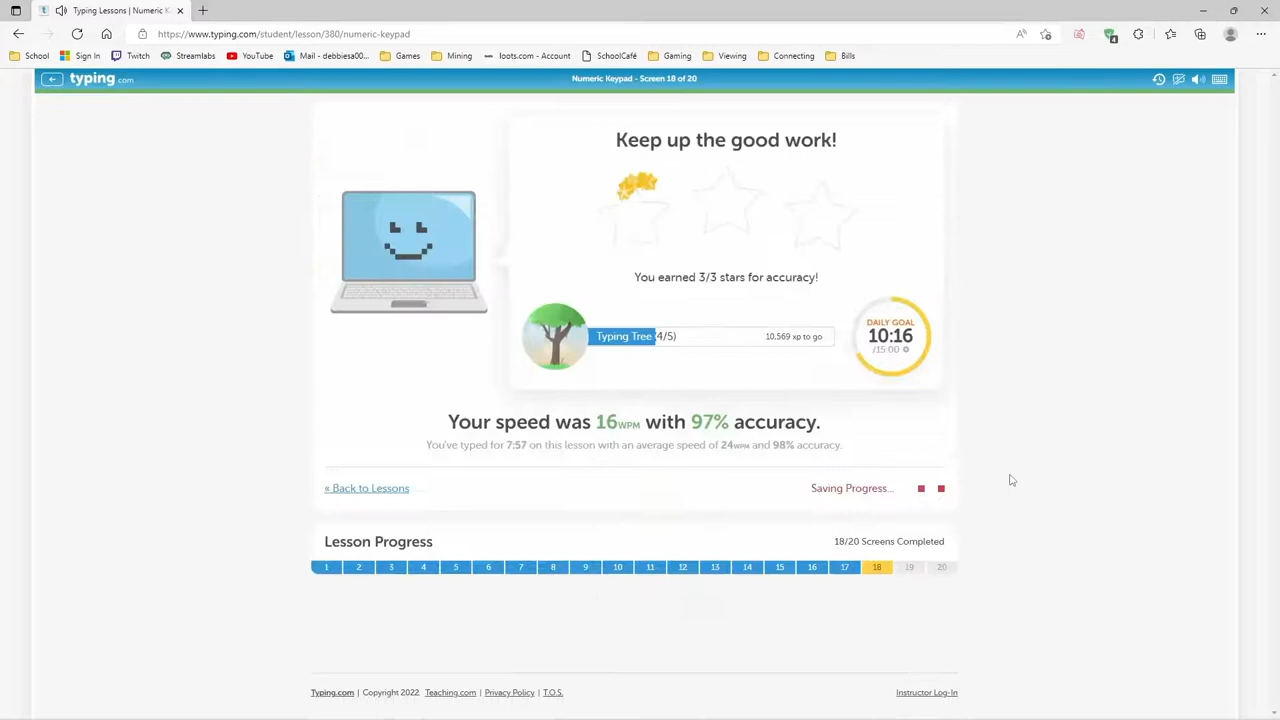 Typing Lessons | Numeric K
https://www.typing.com/student/lesson/380/numeric-keypad
School Sign In Twitch Streamlabs YouTube Mail - debbiesa00... Gaming Mining loots.com - Account SchoolCafé Gaming Viewing Connecting Bills
typing.com
Numeric Keypad - Screen 18 of 20
Keep up the good work!
You earned 3/3 stars for accuracy!
Typing Tree (4/5)
10,569 xp to go
DAILY GOAL
10:16
/15:00
Your speed was 16WPM with 97% accuracy.
You've typed for 7:57 on this lesson with an average speed of 24WPM and 98% accuracy.
« Back to Lessons
Saving Progress...
Lesson Progress
18/20 Screens Completed
1 2 3 4 5 6 7 8 9 10 11 12 13 14 15 16 17 18 19 20
Typing.com | Copyright 2022 Teaching.com | Privacy Policy | T.O.S.
Instructor Log-In